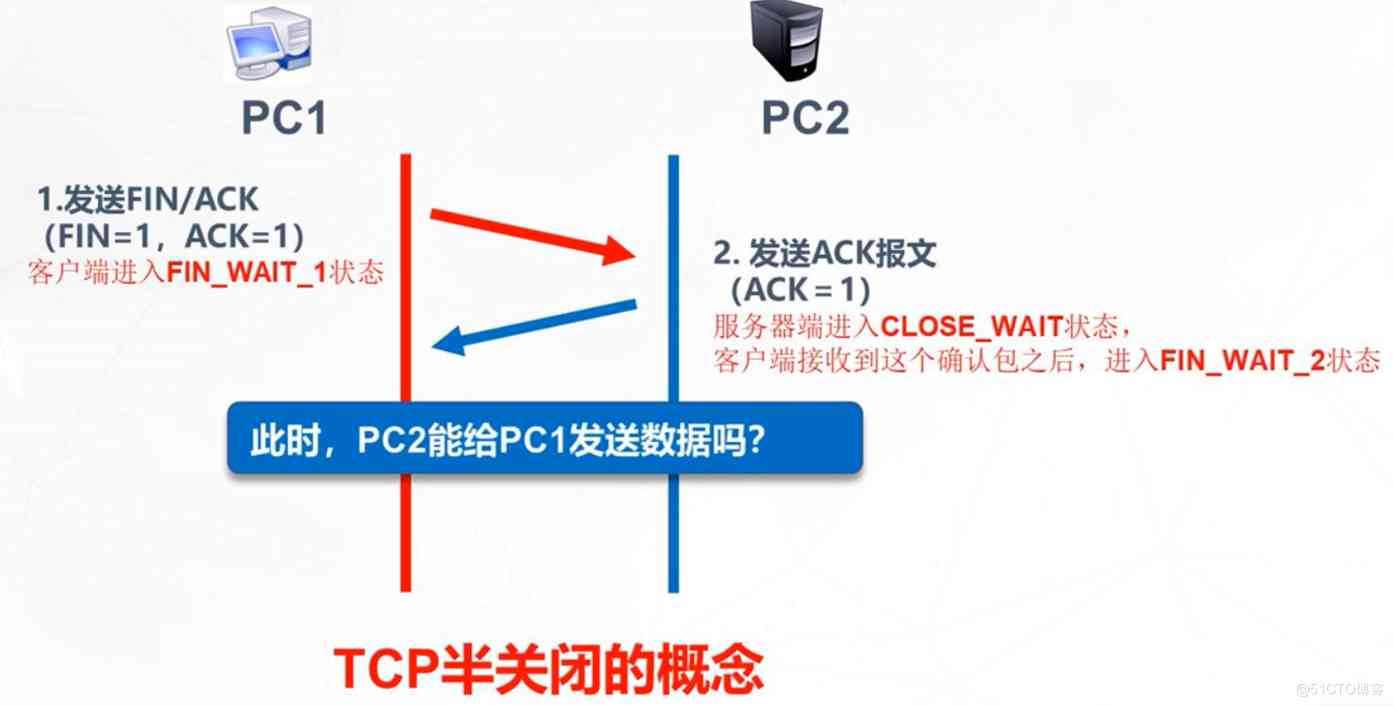 PC1
PC2
1.发送FIN/ACK
（FIN=1，ACK=1）
客户端进入FIN_WAIT_1状态
2. 发送ACK报文
（ACK＝1）
服务器端进入CLOSE_WAIT状态，
客户端接收到这个确认包之后，进入FIN_WAIT_2状态
此时，PC2能给PC1发送数据吗？
TCP半关闭的概念
@51CTO博客